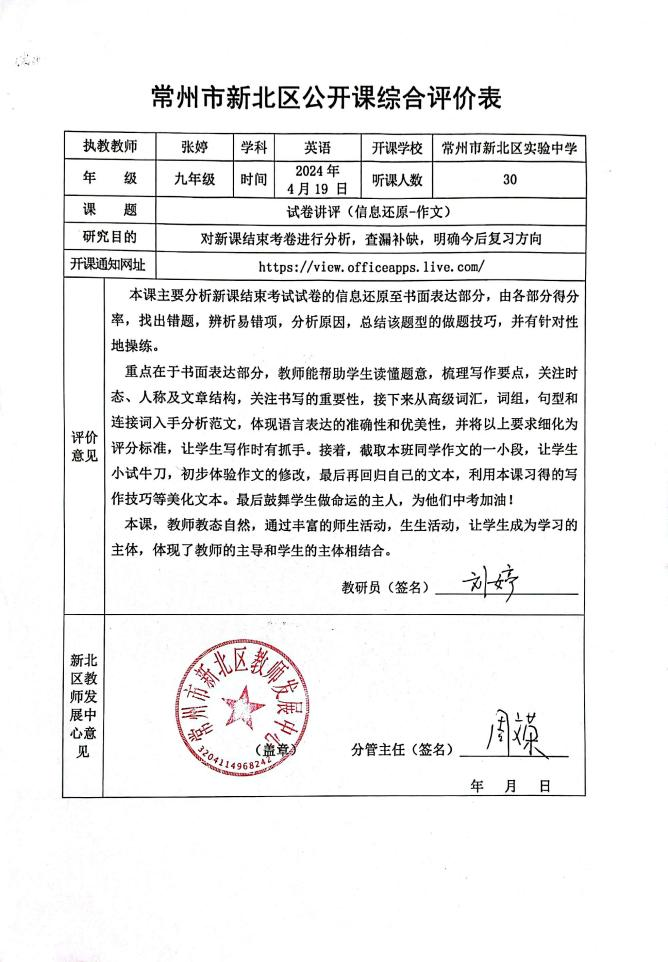 常州市新北区公开课综合评价表
执教教师 张婷 学科 英语 开课学校 常州市新北区实验中学
年 级 九年级 时间 2024年4月19日 听课人数 30
课 题 试卷讲评（信息还原-作文）
研究目的 对新课结束考卷进行分析，查漏补缺，明确今后复习方向
开课通知网址 https://view.officeapps.live.com/
评价意见
本课主要分析新课结束考试试卷的信息还原至书面表达部分，由各部分得分
率，找出错题，辨析易错项，分析原因，总结该题型的做题技巧，并有针对性
地操练。
重点在于书面表达部分，教师能帮助学生读懂题意，梳理写作要点，关注时
态、人称及文章结构，关注书写的重要性，接下来从高级词汇，词组，句型和
连接词入手分析范文，体现语言表达的准确性和优美性，并将以上要求细化为
评分标准，让学生写作时有抓手。接着，截取本班同学作文的一小段，让学生
小试牛刀，初步体验作文的修改，最后再回归自己的文本，利用本课习得的写
作技巧等美化文本。最后鼓舞学生做命运的主人，为他们中考加油！
本课，教师教态自然，通过丰富的师生活动，生生活动，让学生成为学习的
主体，体现了教师的主导和学生的主体相结合。
教研员（签名） 刘婷
新北区教师发展中心意见
常州市新北区教师发展中心
3204114968242
（盖章） 分管主任（签名） 周
年 月 日